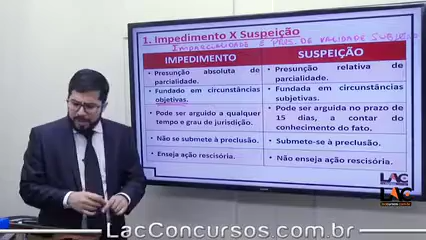 1. Impedimento X Suspeição
IMPARCIALIDADE É PRES. DE VALIDADE SUBJETIVO
IMPEDIMENTO
SUSPEIÇÃO
• Presunção absoluta de parcialidade.
• Presunção relativa de parcialidade.
• Fundado em circunstâncias objetivas.
• Fundada em circunstâncias subjetivas.
• Pode ser arguido a qualquer tempo e grau de jurisdição.
• Pode ser arguida no prazo de 15 dias, a contar do conhecimento do fato.
• Não se submete à preclusão.
• Submete-se à preclusão.
• Enseja ação rescisória.
• Não enseja ação rescisória.
LAC
LAC
LacConcursos.com.br